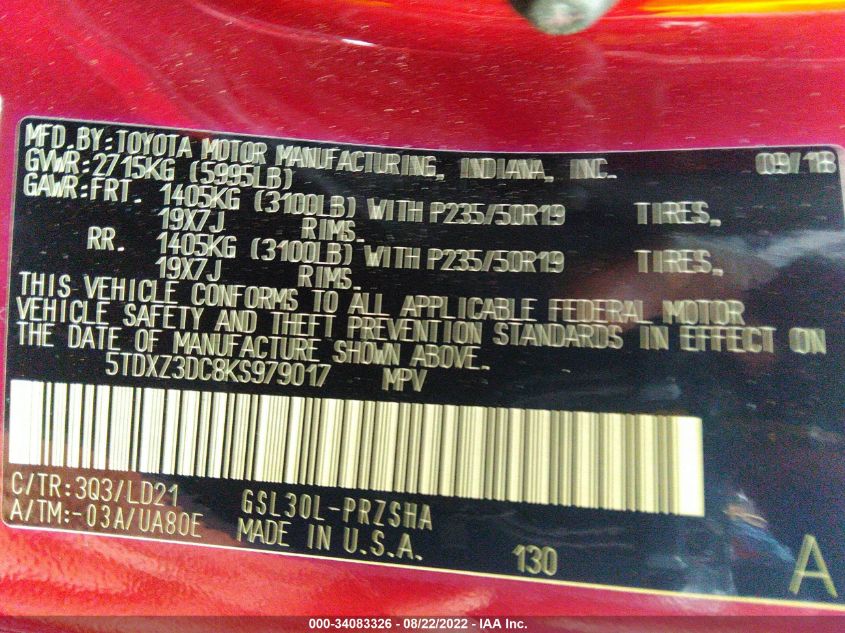 MFD. BY: TOYOTA MOTOR MANUFACTURING, INDIANA, INC. 09/18
GVWR: 2715KG (5995LB)
GAWR: FRT. 1405KG (3100LB) WITH P235/50R19 TIRES,
19X7J RIMS.
RR. 1405KG (3100LB) WITH P235/50R19 TIRES,
19X7J RIMS.
THIS VEHICLE CONFORMS TO ALL APPLICABLE FEDERAL MOTOR
VEHICLE SAFETY AND THEFT PREVENTION STANDARDS IN EFFECT ON
THE DATE OF MANUFACTURE SHOWN ABOVE.
5TDXZ3DC8KS979017 MPV
C/TR: 3Q3/LD21 GSL30L-PRZSHA
A/TM: -03A/UA80E MADE IN U.S.A. 130 A
000-34083326 - 08/22/2022 - IAA Inc.